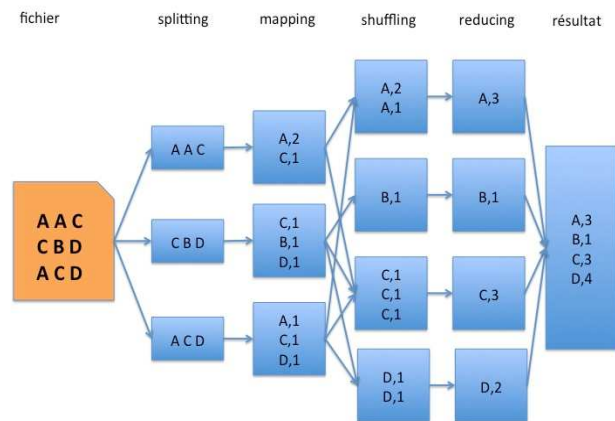 fichier
splitting
mapping
shuffling
reducing
résultat
A A C
C B D
A C D
A A C
C B D
A C D
A,2
C,1
C,1
B,1
D,1
A,1
C,1
D,1
A,2
A,1
B,1
C,1
C,1
C,1
D,1
D,1
A,3
B,1
C,3
D,2
A,3
B,1
C,3
D,4